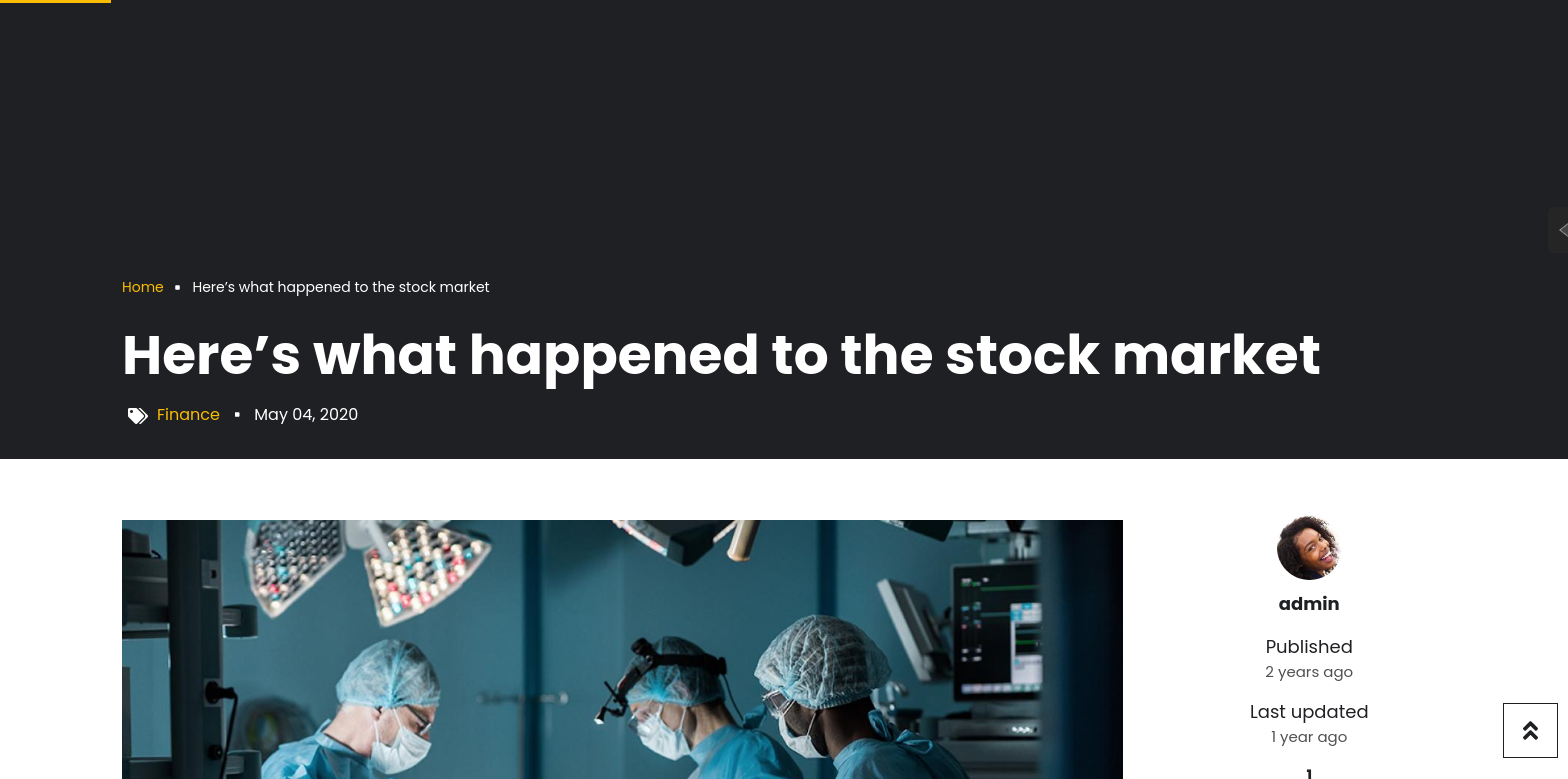 Home ▪ Here’s what happened to the stock market
Here’s what happened to the stock market
Finance ▪ May 04, 2020
admin
Published
2 years ago
Last updated
1 year ago
1